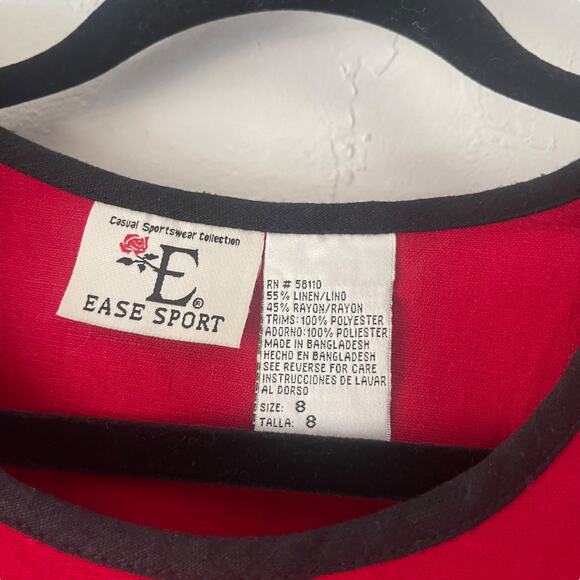 Casual Sportswear Collection
E®
EASE SPORT
RN # 58110
55% LINEN/LINO
45% RAYON/RAYON
TRIMS: 100% POLYESTER
ADORNO: 100% POLIESTER
MADE IN BANGLADESH
HECHO EN BANGLADESH
SEE REVERSE FOR CARE
INSTRUCCIONES DE LAVAR
AL DORSO
SIZE: 8
TALLA: 8